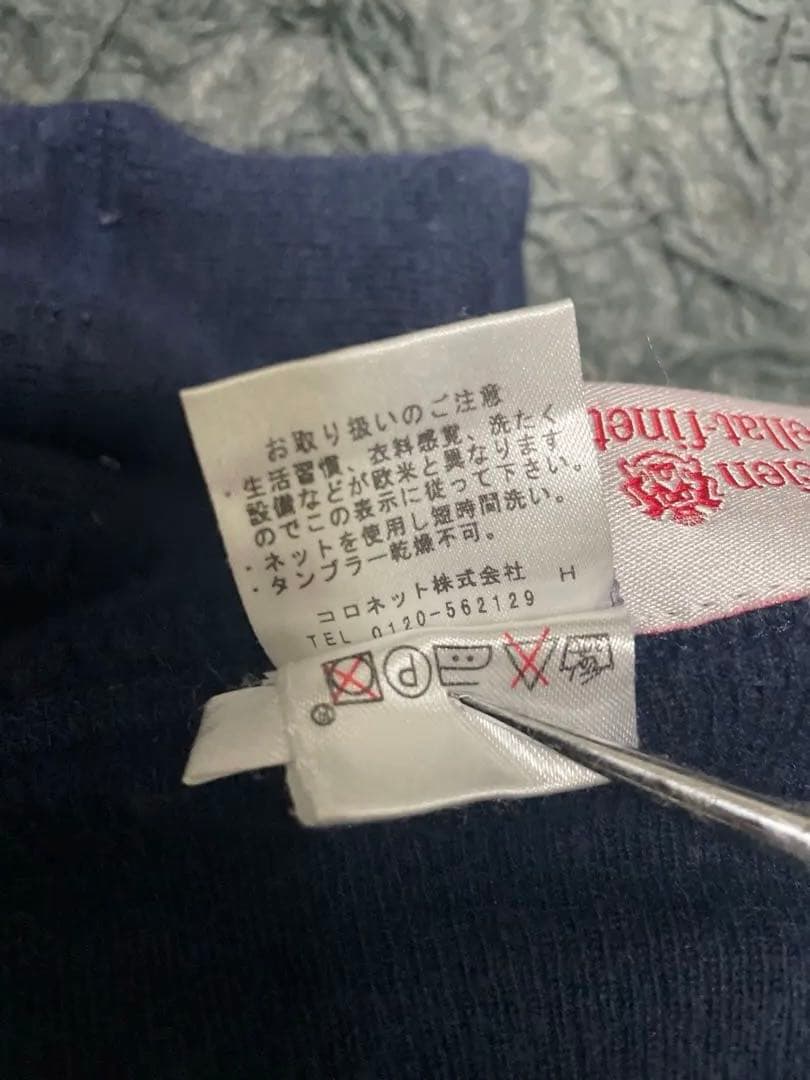 お取り扱いのご注意
・生活習慣、衣料感覚、洗たく
設備などが欧米と異なります
のでこの表示に従って下さい。
・ネットを使用し短時間洗い。
・タンブラー乾燥不可。
コロネット株式会社 H
TEL 0120-562129
P
®
ellat-finet